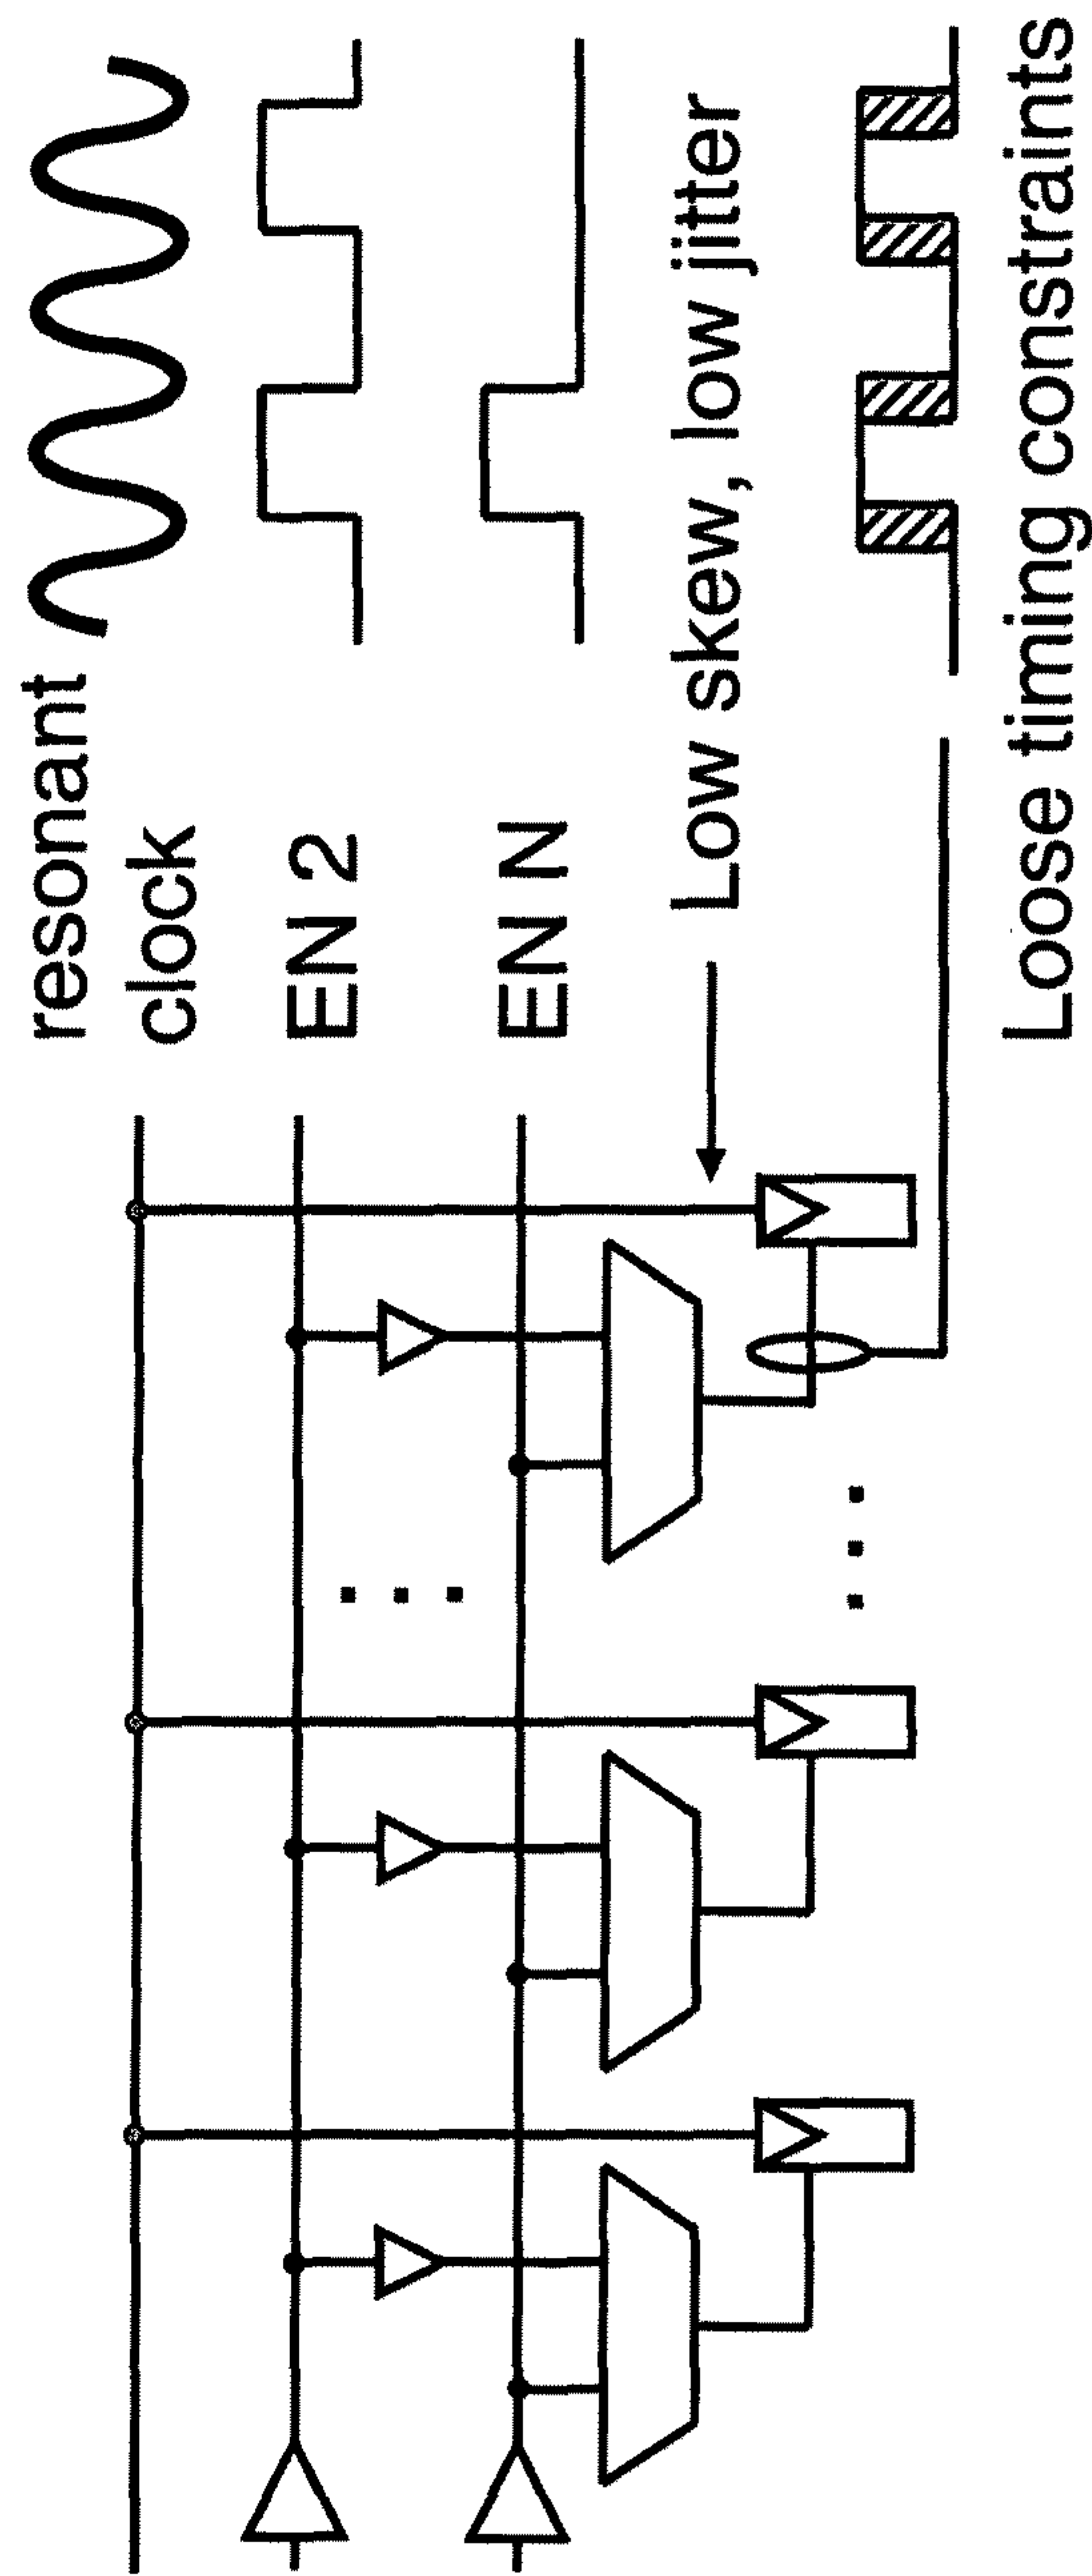 resonant
clock
EN 2
EN N
Low skew, low jitter
Loose timing constraints